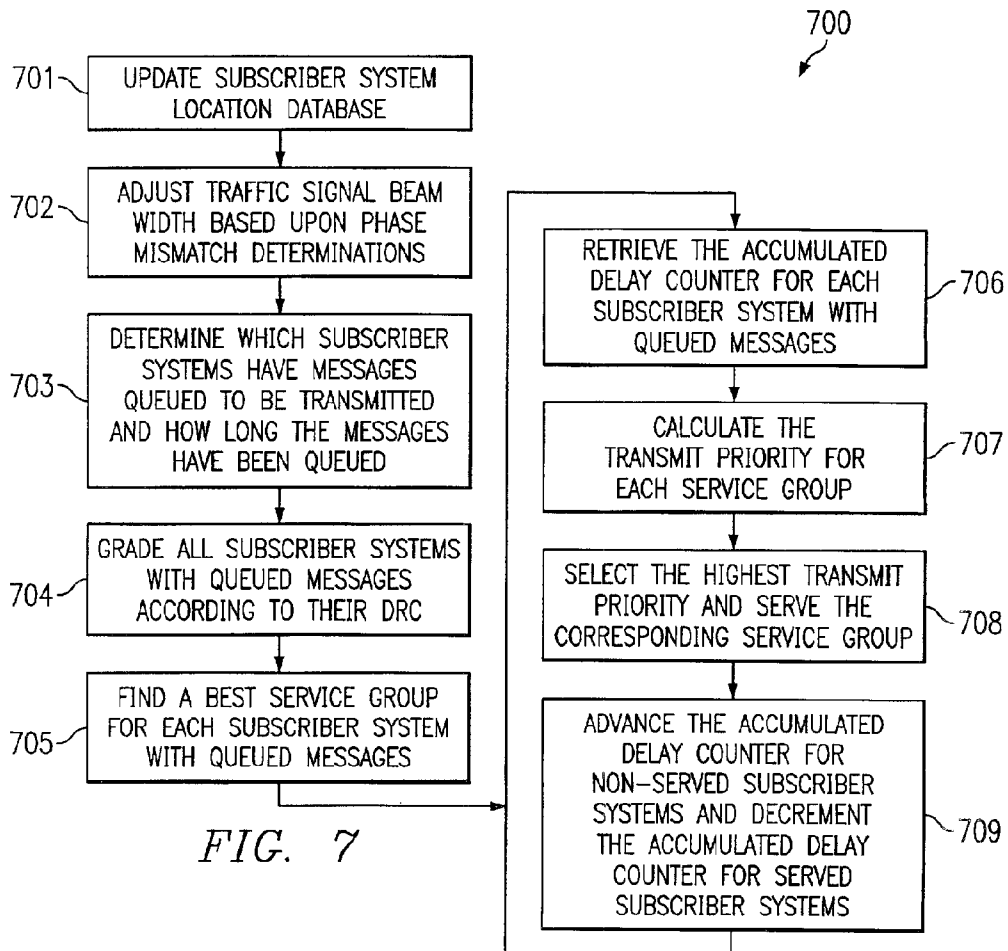 700
701
UPDATE SUBSCRIBER SYSTEM
LOCATION DATABASE
702
ADJUST TRAFFIC SIGNAL BEAM
WIDTH BASED UPON PHASE
MISMATCH DETERMINATIONS
703
DETERMINE WHICH SUBSCRIBER
SYSTEMS HAVE MESSAGES
QUEUED TO BE TRANSMITTED
AND HOW LONG THE MESSAGES
HAVE BEEN QUEUED
704
GRADE ALL SUBSCRIBER SYSTEMS
WITH QUEUED MESSAGES
ACCORDING TO THEIR DRC
705
FIND A BEST SERVICE GROUP
FOR EACH SUBSCRIBER SYSTEM
WITH QUEUED MESSAGES
RETRIEVE THE ACCUMULATED
DELAY COUNTER FOR EACH
SUBSCRIBER SYSTEM WITH
QUEUED MESSAGES
706
CALCULATE THE
TRANSMIT PRIORITY FOR
EACH SERVICE GROUP
707
SELECT THE HIGHEST TRANSMIT
PRIORITY AND SERVE THE
CORRESPONDING SERVICE GROUP
708
ADVANCE THE ACCUMULATED
DELAY COUNTER FOR
NON-SERVED SUBSCRIBER
SYSTEMS AND DECREMENT
THE ACCUMULATED DELAY
COUNTER FOR SERVED
SUBSCRIBER SYSTEMS
709
FIG. 7